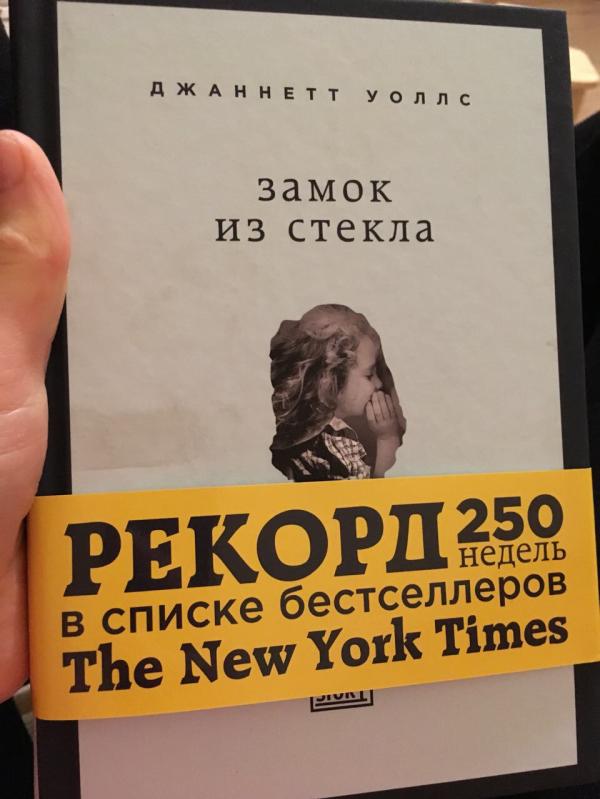 ДЖАННЕТТ УОЛЛС
замок
из стекла
РЕКОРД 250
недель
в списке бестселлеров
The New York Times